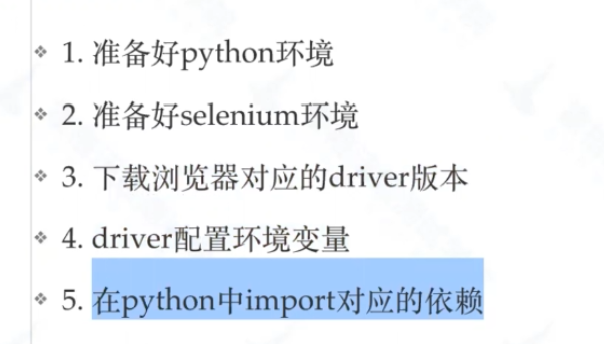 1. 准备好python环境
2. 准备好selenium环境
3. 下载浏览器对应的driver版本
4. driver配置环境变量
5. 在python中import对应的依赖